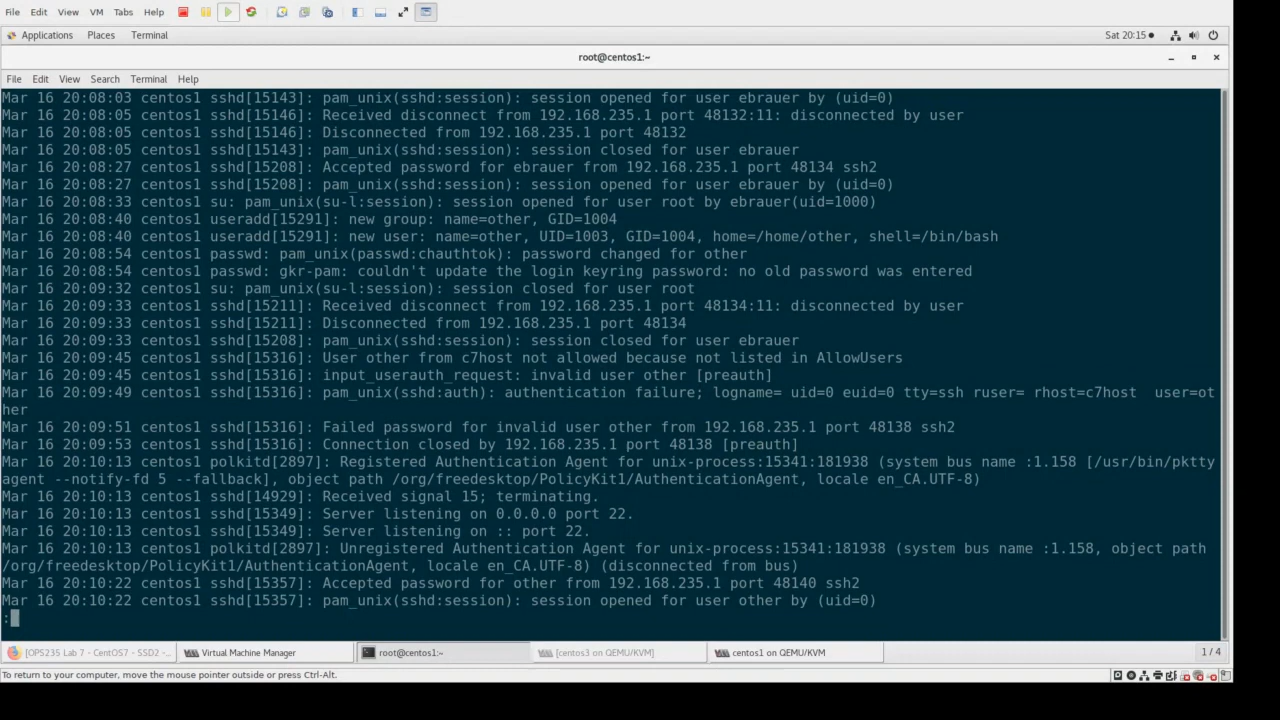 File Edit View VM Tabs Help
Applications Places Terminal Sat 20:15
root@centos1:~
File Edit View Search Terminal Help
Mar 16 20:08:03 centos1 sshd[15143]: pam_unix(sshd:session): session opened for user ebrauer by (uid=0)
Mar 16 20:08:05 centos1 sshd[15146]: Received disconnect from 192.168.235.1 port 48132:11: disconnected by user
Mar 16 20:08:05 centos1 sshd[15146]: Disconnected from 192.168.235.1 port 48132
Mar 16 20:08:05 centos1 sshd[15143]: pam_unix(sshd:session): session closed for user ebrauer
Mar 16 20:08:27 centos1 sshd[15208]: Accepted password for ebrauer from 192.168.235.1 port 48134 ssh2
Mar 16 20:08:27 centos1 sshd[15208]: pam_unix(sshd:session): session opened for user ebrauer by (uid=0)
Mar 16 20:08:33 centos1 su: pam_unix(su-l:session): session opened for user root by ebrauer(uid=1000)
Mar 16 20:08:40 centos1 useradd[15291]: new group: name=other, GID=1004
Mar 16 20:08:40 centos1 useradd[15291]: new user: name=other, UID=1003, GID=1004, home=/home/other, shell=/bin/bash
Mar 16 20:08:54 centos1 passwd: pam_unix(passwd:chauthtok): password changed for other
Mar 16 20:08:54 centos1 passwd: gkr-pam: couldn't update the login keyring password: no old password was entered
Mar 16 20:09:32 centos1 su: pam_unix(su-l:session): session closed for user root
Mar 16 20:09:33 centos1 sshd[15211]: Received disconnect from 192.168.235.1 port 48134:11: disconnected by user
Mar 16 20:09:33 centos1 sshd[15211]: Disconnected from 192.168.235.1 port 48134
Mar 16 20:09:33 centos1 sshd[15208]: pam_unix(sshd:session): session closed for user ebrauer
Mar 16 20:09:45 centos1 sshd[15316]: User other from c7host not allowed because not listed in AllowUsers
Mar 16 20:09:45 centos1 sshd[15316]: input_userauth_request: invalid user other [preauth]
Mar 16 20:09:49 centos1 sshd[15316]: pam_unix(sshd:auth): authentication failure; logname= uid=0 euid=0 tty=ssh ruser= rhost=c7host  user=ot
her
Mar 16 20:09:51 centos1 sshd[15316]: Failed password for invalid user other from 192.168.235.1 port 48138 ssh2
Mar 16 20:09:53 centos1 sshd[15316]: Connection closed by 192.168.235.1 port 48138 [preauth]
Mar 16 20:10:13 centos1 polkitd[2897]: Registered Authentication Agent for unix-process:15341:181938 (system bus name :1.158 [/usr/bin/pktty
agent --notify-fd 5 --fallback], object path /org/freedesktop/PolicyKit1/AuthenticationAgent, locale en_CA.UTF-8)
Mar 16 20:10:13 centos1 sshd[14929]: Received signal 15; terminating.
Mar 16 20:10:13 centos1 sshd[15349]: Server listening on 0.0.0.0 port 22.
Mar 16 20:10:13 centos1 sshd[15349]: Server listening on :: port 22.
Mar 16 20:10:13 centos1 polkitd[2897]: Unregistered Authentication Agent for unix-process:15341:181938 (system bus name :1.158, object path
/org/freedesktop/PolicyKit1/AuthenticationAgent, locale en_CA.UTF-8) (disconnected from bus)
Mar 16 20:10:22 centos1 sshd[15357]: Accepted password for other from 192.168.235.1 port 48140 ssh2
Mar 16 20:10:22 centos1 sshd[15357]: pam_unix(sshd:session): session opened for user other by (uid=0)
:
[OPS235 Lab 7 - CentOS7 - SSD2 -... Virtual Machine Manager root@centos1:~ [centos3 on QEMU/KVM] centos1 on QEMU/KVM 1 / 4
To return to your computer, move the mouse pointer outside or press Ctrl-Alt.